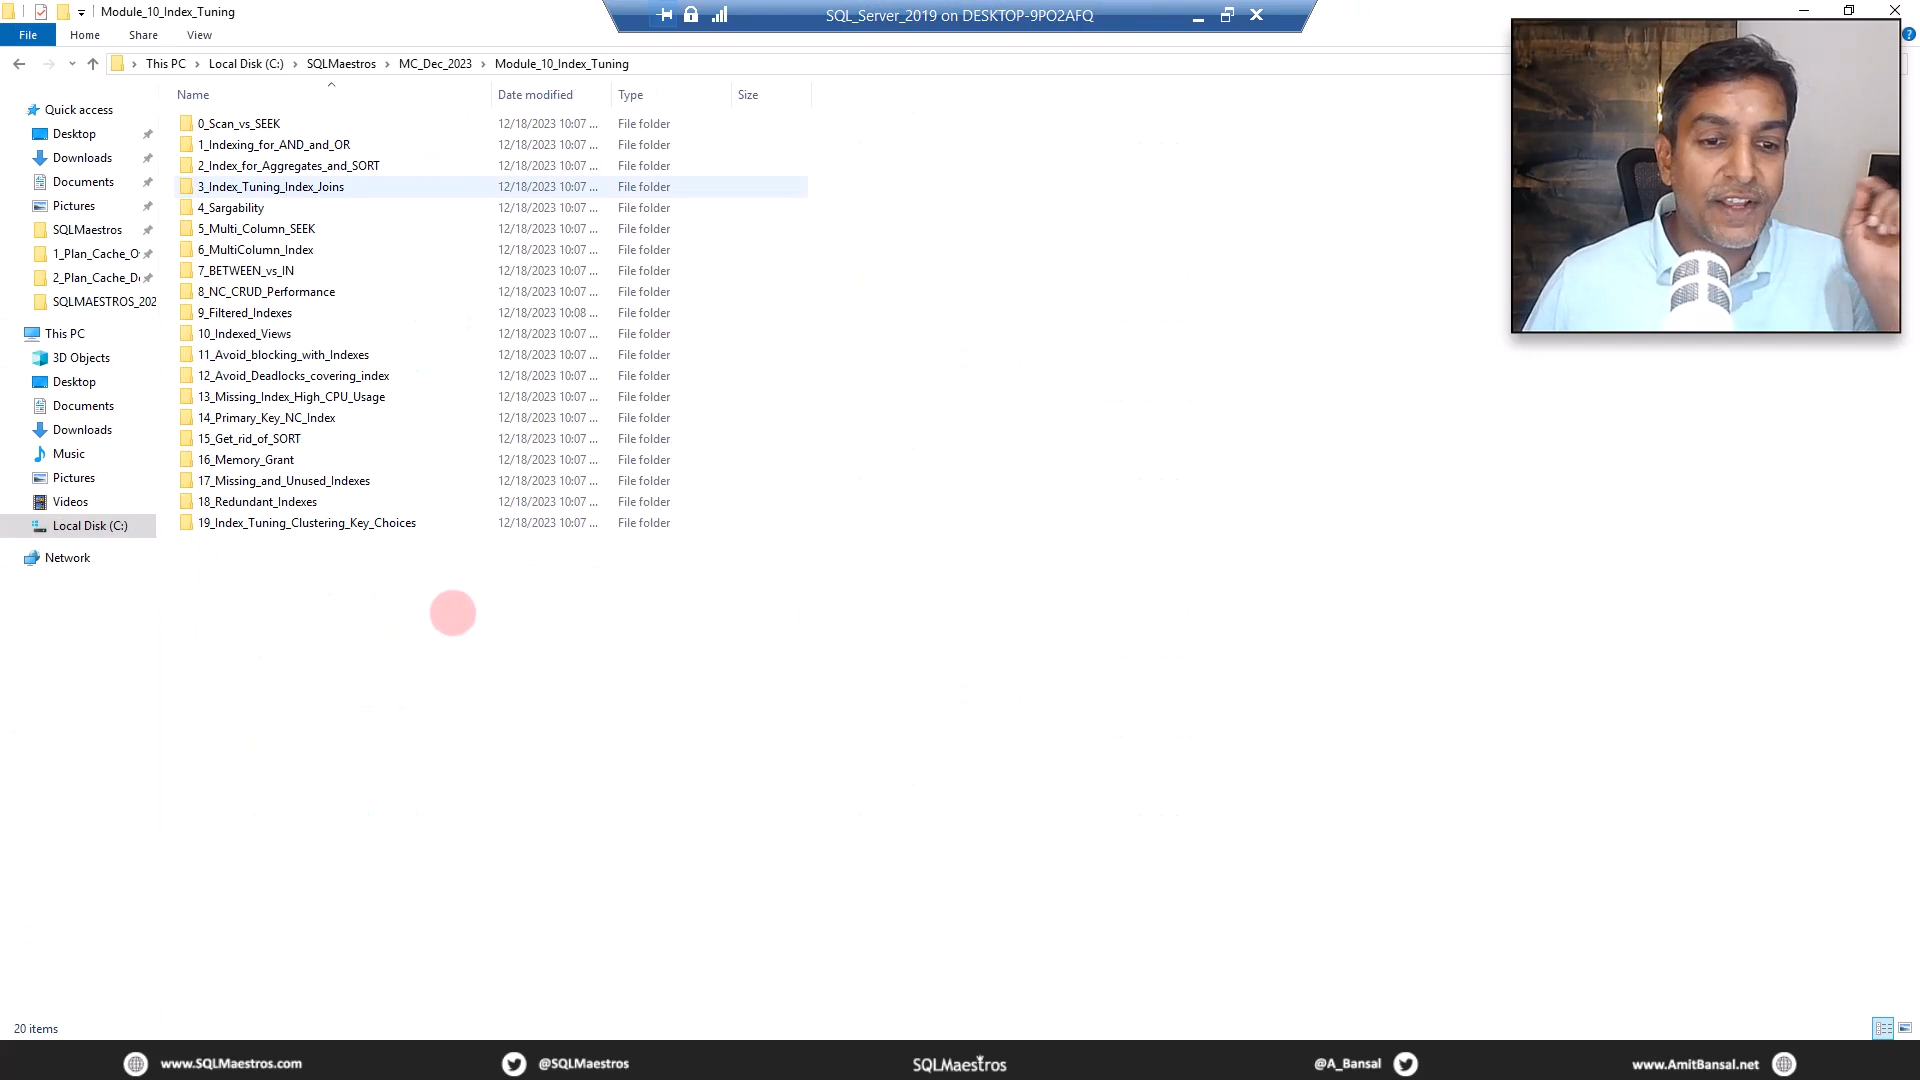 Module_10_Index_Tuning
SQL_Server_2019 on DESKTOP-9PO2AFQ
File Home Share View
This PC > Local Disk (C:) > SQLMaestros > MC_Dec_2023 > Module_10_Index_Tuning
Name Date modified Type Size
Quick access
Desktop
Downloads
Documents
Pictures
SQLMaestros
1_Plan_Cache_O
2_Plan_Cache_D
SQLMAESTROS_202
This PC
3D Objects
Desktop
Documents
Downloads
Music
Pictures
Videos
Local Disk (C:)
Network
0_Scan_vs_SEEK 12/18/2023 10:07 ... File folder
1_Indexing_for_AND_and_OR 12/18/2023 10:07 ... File folder
2_Index_for_Aggregates_and_SORT 12/18/2023 10:07 ... File folder
3_Index_Tuning_Index_Joins 12/18/2023 10:07 ... File folder
4_Sargability 12/18/2023 10:07 ... File folder
5_Multi_Column_SEEK 12/18/2023 10:07 ... File folder
6_MultiColumn_Index 12/18/2023 10:07 ... File folder
7_BETWEEN_vs_IN 12/18/2023 10:07 ... File folder
8_NC_CRUD_Performance 12/18/2023 10:07 ... File folder
9_Filtered_Indexes 12/18/2023 10:08 ... File folder
10_Indexed_Views 12/18/2023 10:07 ... File folder
11_Avoid_blocking_with_Indexes 12/18/2023 10:07 ... File folder
12_Avoid_Deadlocks_covering_index 12/18/2023 10:07 ... File folder
13_Missing_Index_High_CPU_Usage 12/18/2023 10:07 ... File folder
14_Primary_Key_NC_Index 12/18/2023 10:07 ... File folder
15_Get_rid_of_SORT 12/18/2023 10:07 ... File folder
16_Memory_Grant 12/18/2023 10:07 ... File folder
17_Missing_and_Unused_Indexes 12/18/2023 10:07 ... File folder
18_Redundant_Indexes 12/18/2023 10:07 ... File folder
19_Index_Tuning_Clustering_Key_Choices 12/18/2023 10:07 ... File folder
20 items
www.SQLMaestros.com @SQLMaestros SQLMaestros @A_Bansal www.AmitBansal.net